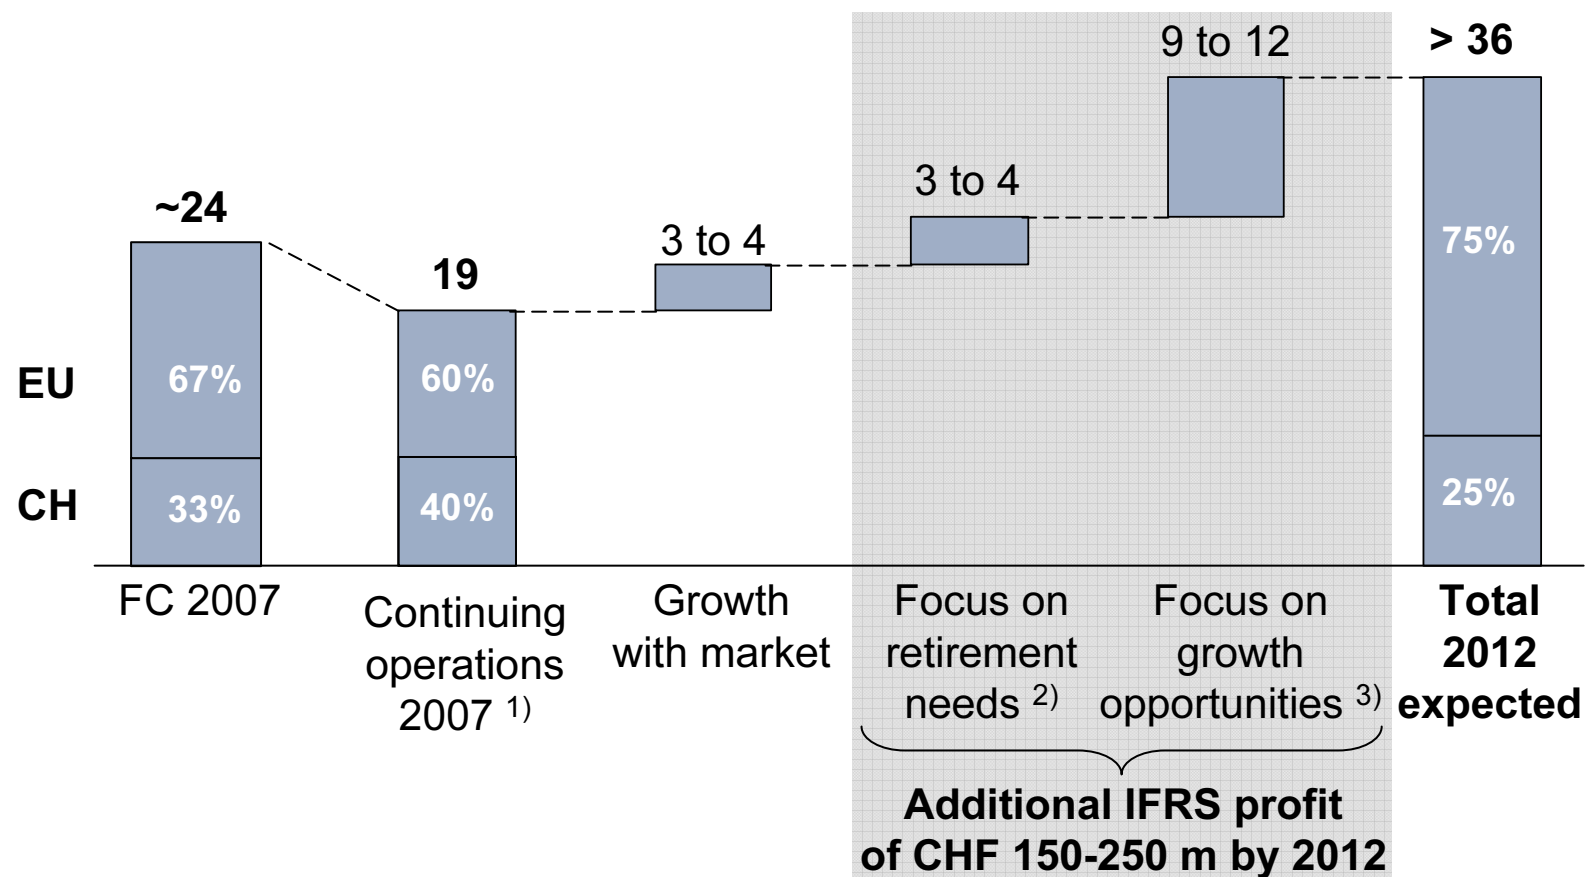 9 to 12
> 36
3 to 4
~24
3 to 4
19
75%
EU
67%
60%
CH
33%
40%
25%
FC 2007
Continuing
operations
2007 1)
Growth
with market
Focus on
retirement
needs 2)
Focus on
growth
opportunities 3)
Total
2012
expected
Additional IFRS profit
of CHF 150-250 m by 2012